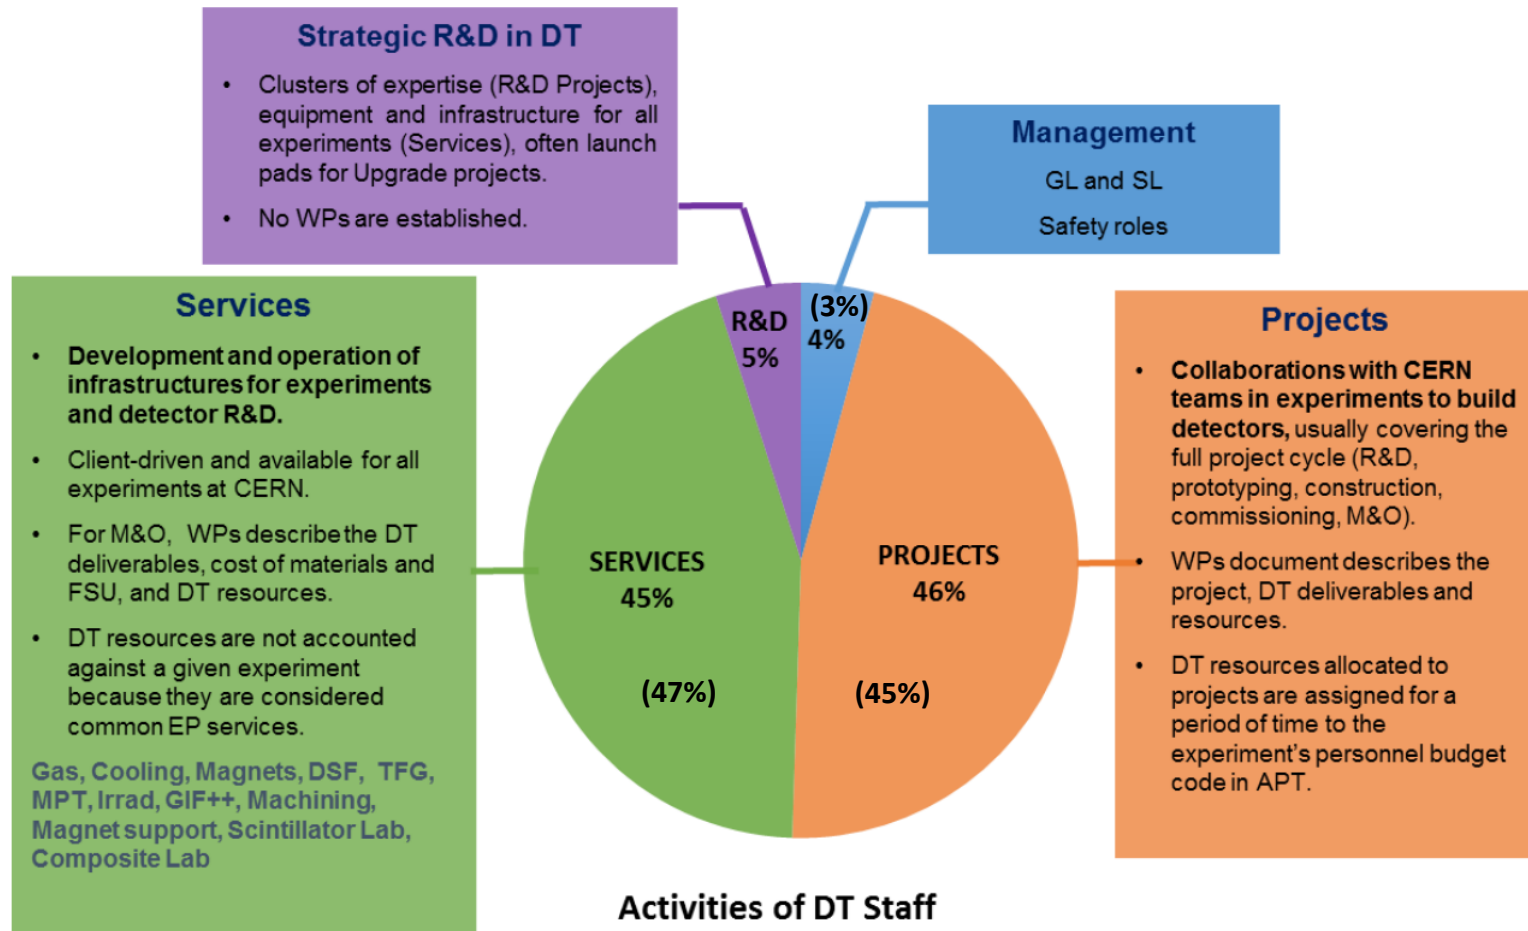 Strategic R&D in DT
• Clusters of expertise (R&D Projects),
equipment and infrastructure for all
experiments (Services), often launch
pads for Upgrade projects.
• No WPs are established.
Management
GL and SL
Safety roles
Services
• Development and operation of
infrastructures for experiments
and detector R&D.
• Client-driven and available for all
experiments at CERN.
• For M&O, WPs describe the DT
deliverables, cost of materials and
FSU, and DT resources.
• DT resources are not accounted
against a given experiment
because they are considered
common EP services.
Gas, Cooling, Magnets, DSF, TFG,
MPT, Irrad, GIF++, Machining,
Magnet support, Scintillator Lab,
Composite Lab
R&D
5%
(3%)
4%
SERVICES
45%
(47%)
PROJECTS
46%
(45%)
Projects
• Collaborations with CERN
teams in experiments to build
detectors, usually covering the
full project cycle (R&D,
prototyping, construction,
commissioning, M&O).
• WPs document describes the
project, DT deliverables and
resources.
• DT resources allocated to
projects are assigned for a
period of time to the
experiment's personnel budget
code in APT.
Activities of DT Staff